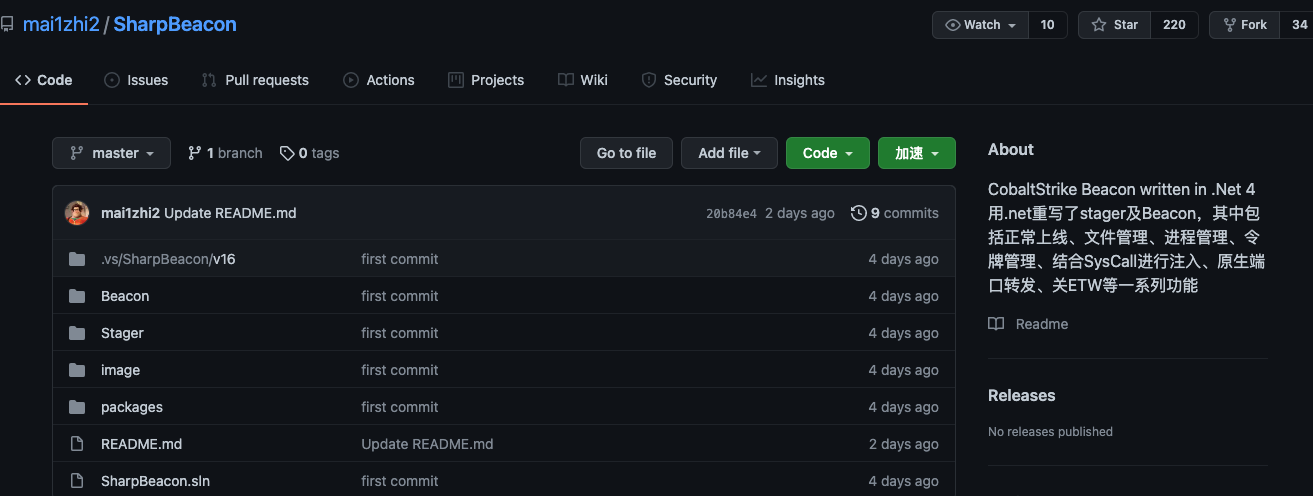 mai1zhi2 / SharpBeacon
Watch 10 Star 220 Fork 34
Code Issues Pull requests Actions Projects Wiki Security Insights
master 1 branch 0 tags Go to file Add file Code 加速
mai1zhi2 Update README.md 20b84e4 2 days ago 9 commits
.vs/SharpBeacon/v16 first commit 4 days ago
Beacon first commit 4 days ago
Stager first commit 4 days ago
image first commit 4 days ago
packages first commit 4 days ago
README.md Update README.md 2 days ago
SharpBeacon.sln first commit 4 days ago
About
CobaltStrike Beacon written in .Net 4
用.net重写了stager及Beacon，其中包
括正常上线、文件管理、进程管理、令
牌管理、结合SysCall进行注入、原生端
口转发、关ETW等一系列功能
Readme
Releases
No releases published